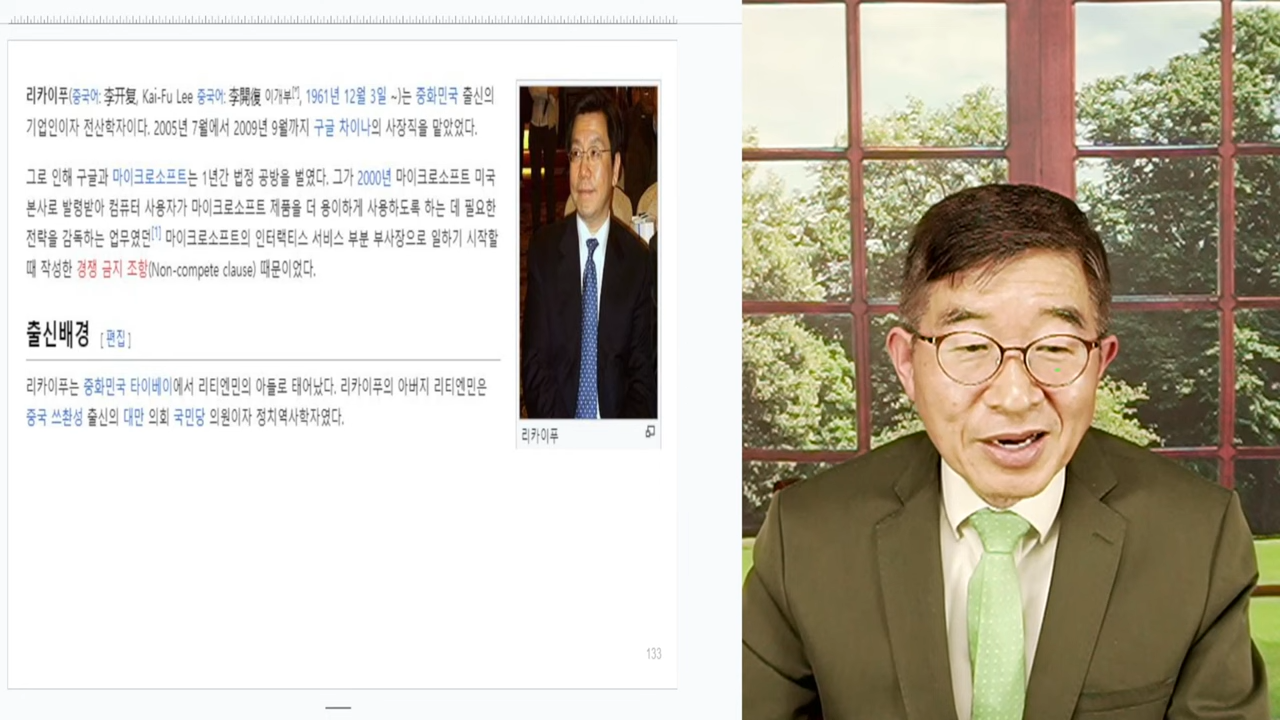 리카이푸(중국어: 李开复, Kai-Fu Lee 중국어: 李開復 이개부[*], 1961년 12월 3일 ~)는 중화민국 출신의
기업인이자 전산학자이다. 2005년 7월에서 2009년 9월까지 구글 차이나의 사장직을 맡았었다.
그로 인해 구글과 마이크로소프트는 1년간 법정 공방을 벌였다. 그가 2000년 마이크로소프트 미국
본사로 발령받아 컴퓨터 사용자가 마이크로소프트 제품을 더 용이하게 사용하도록 하는 데 필요한
전략을 감독하는 업무였던[1] 마이크로소프트의 인터랙티스 서비스 부분 부사장으로 일하기 시작할
때 작성한 경쟁 금지 조항(Non-compete clause) 때문이었다.
출신배경 [편집]
리카이푸는 중화민국 타이베이에서 리티엔민의 아들로 태어났다. 리카이푸의 아버지 리티엔민은
중국 쓰촨성 출신의 대만 의회 국민당 의원이자 정치역사학자였다.
리카이푸
133